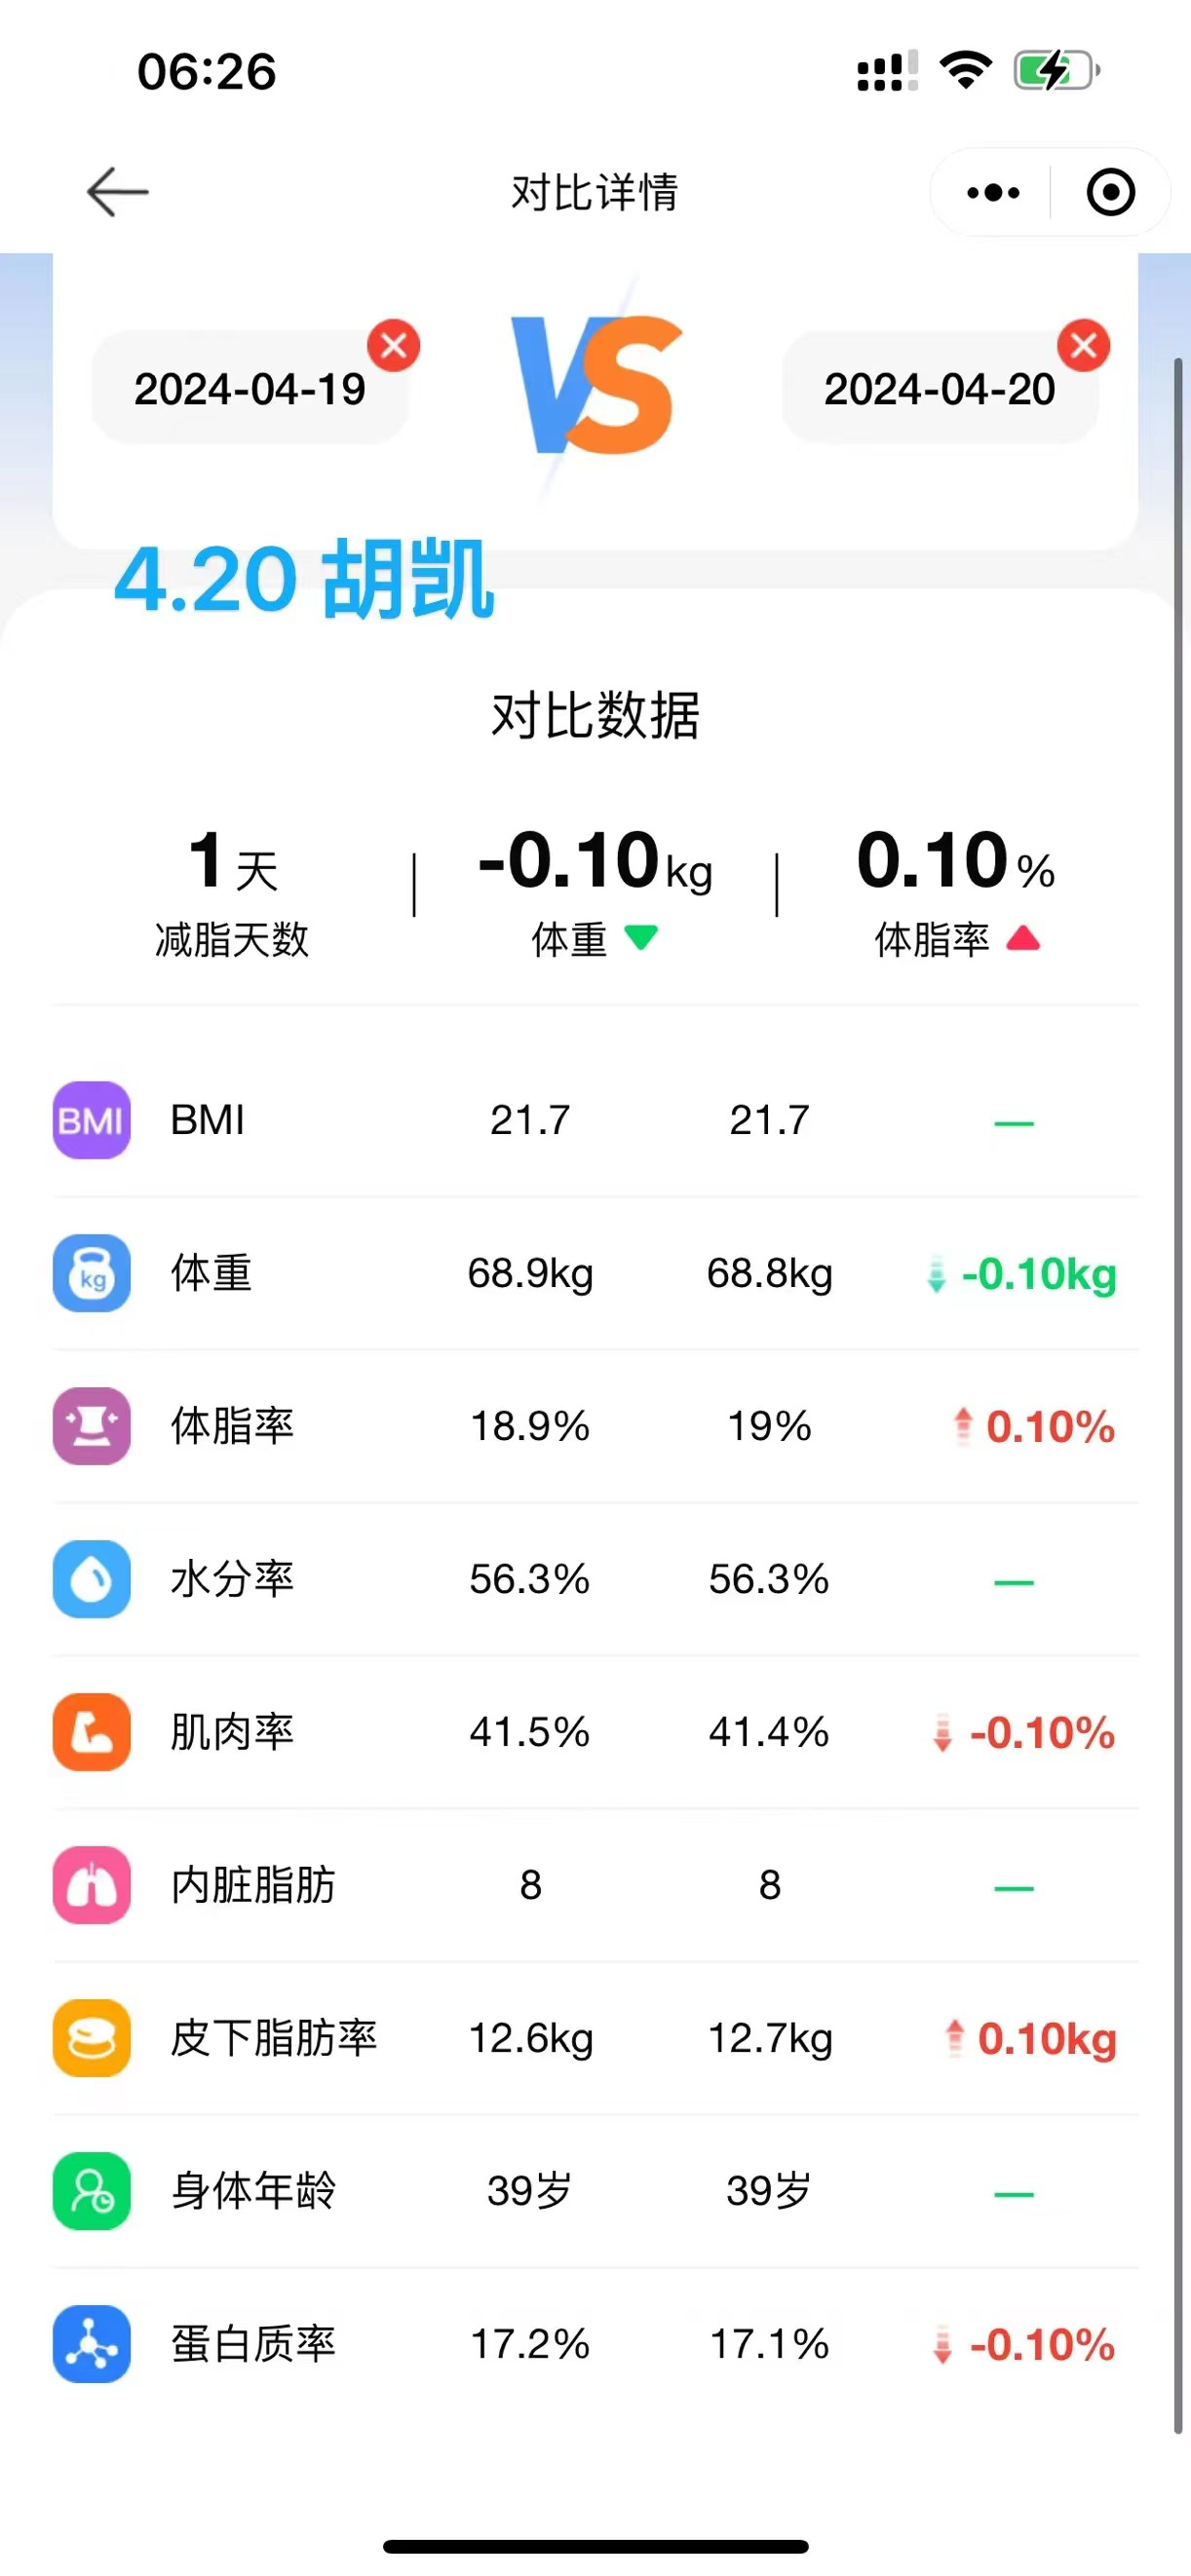 06:26
对比详情
2024-04-19 VS 2024-04-20
4.20 胡凯
对比数据
1天 -0.10kg 0.10%
减脂天数 体重 体脂率
BMI BMI 21.7 21.7 —
kg 体重 68.9kg 68.8kg -0.10kg
体脂率 18.9% 19% 0.10%
水分率 56.3% 56.3% —
肌肉率 41.5% 41.4% -0.10%
内脏脂肪 8 8 —
皮下脂肪率 12.6kg 12.7kg 0.10kg
身体年龄 39岁 39岁 —
蛋白质率 17.2% 17.1% -0.10%